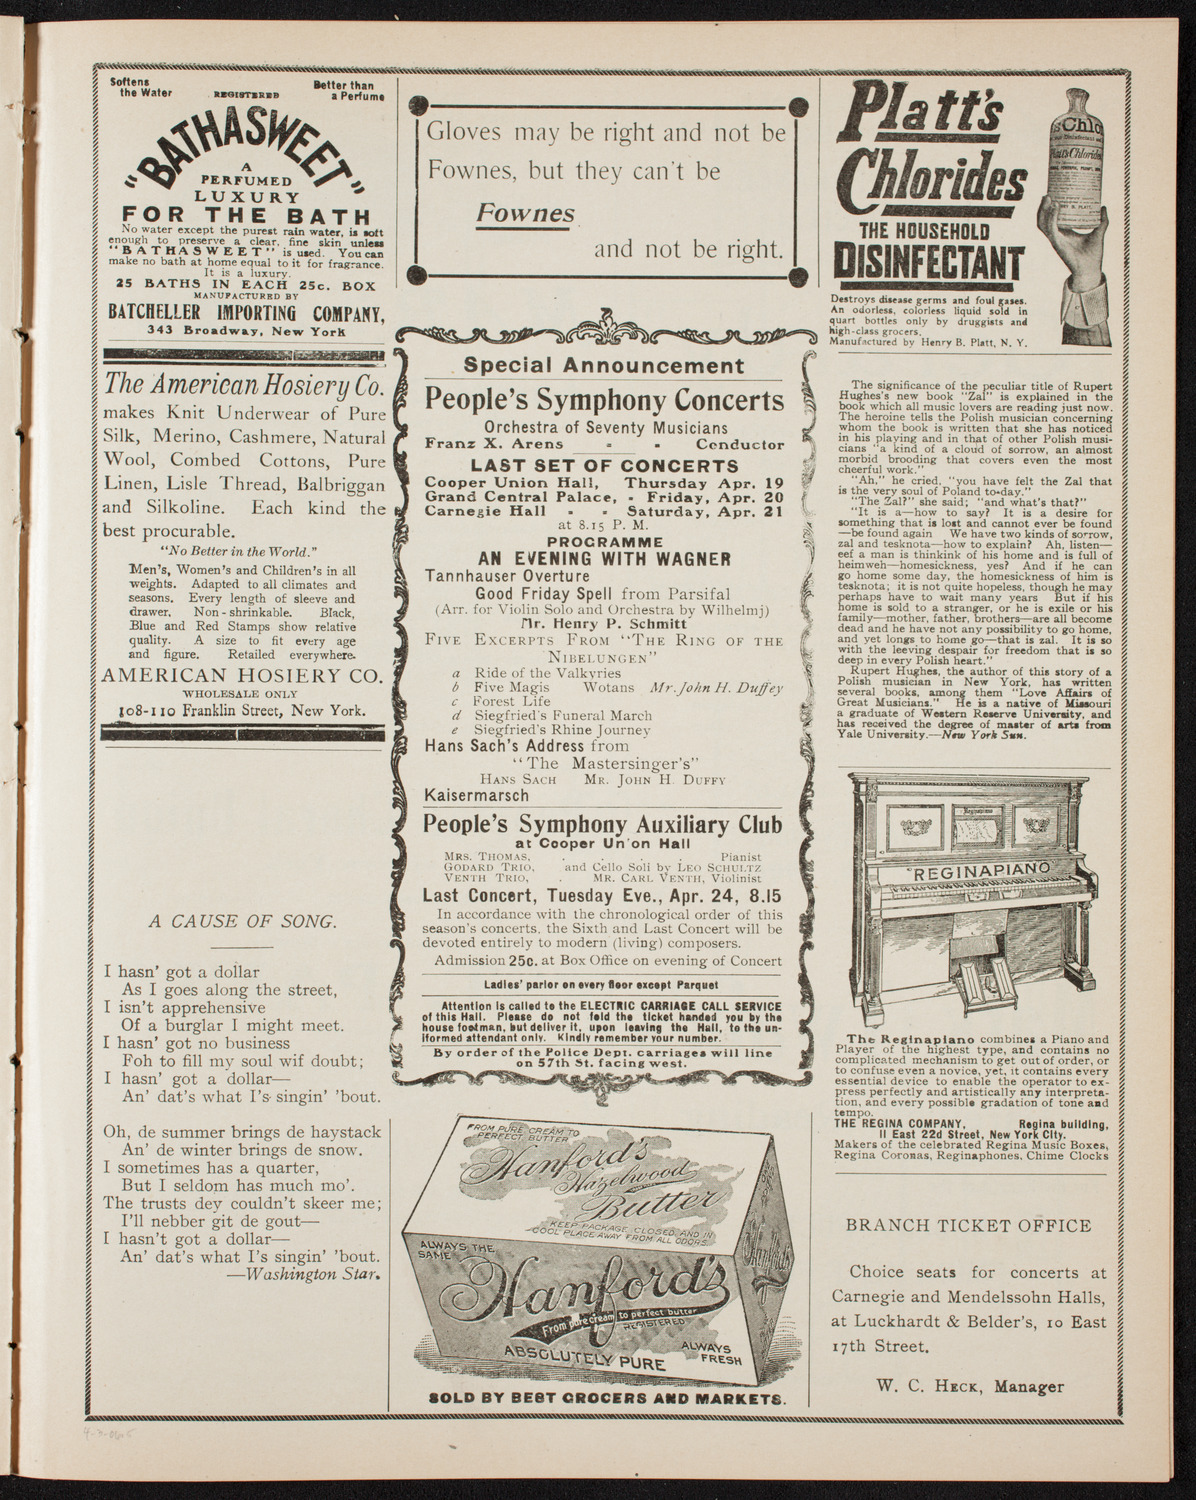 Softens
the Water
REGISTERED
Better than
a Perfume
"BATHASWEET"
A
PERFUMED
LUXURY
FOR THE BATH
No water except the purest rain water, is soft
enough to preserve a clear, fine skin unless
"BATHASWEET" is used. You can
make no bath at home equal to it for fragrance.
It is a luxury.
25 BATHS IN EACH 25c. BOX
MANUFACTURED BY
BATCHELLER IMPORTING COMPANY,
343 Broadway, New York
The American Hosiery Co.
makes Knit Underwear of Pure
Silk, Merino, Cashmere, Natural
Wool, Combed Cottons, Pure
Linen, Lisle Thread, Balbriggan
and Silkoline. Each kind the
best procurable.
"No Better in the World."
Men's, Women's and Children's in all
weights. Adapted to all climates and
seasons. Every length of sleeve and
drawer. Non-shrinkable. Black,
Blue and Red Stamps show relative
quality. A size to fit every age
and figure. Retailed everywhere.
AMERICAN HOSIERY CO.
WHOLESALE ONLY
108-110 Franklin Street, New York.
A CAUSE OF SONG.
I hasn' got a dollar
As I goes along the street,
I isn't apprehensive
Of a burglar I might meet.
I hasn' got no business
Foh to fill my soul wif doubt;
I hasn' got a dollar—
An' dat's what I's singin' 'bout.
Oh, de summer brings de haystack
An' de winter brings de snow.
I sometimes has a quarter,
But I seldom has much mo'.
The trusts dey couldn't skeer me;
I'll nebber git de gout—
I hasn't got a dollar—
An' dat's what I's singin' 'bout.
—Washington Star.
Gloves may be right and not be
Fownes, but they can't be
Fownes
and not be right.
Special Announcement
People's Symphony Concerts
Orchestra of Seventy Musicians
Franz X. Arens - - Conductor
LAST SET OF CONCERTS
Cooper Union Hall, Thursday Apr. 19
Grand Central Palace, - Friday, Apr. 20
Carnegie Hall - - Saturday, Apr. 21
at 8.15 P. M.
PROGRAMME
AN EVENING WITH WAGNER
Tannhauser Overture
Good Friday Spell from Parsifal
(Arr. for Violin Solo and Orchestra by Wilhelmj)
Mr. Henry P. Schmitt
FIVE EXCERPTS FROM "THE RING OF THE
NIBELUNGEN"
a Ride of the Valkyries
b Five Magis Wotans Mr. John H. Duffey
c Forest Life
d Siegfried's Funeral March
e Siegfried's Rhine Journey
Hans Sach's Address from
"The Mastersinger's"
HANS SACH MR. JOHN H. DUFFY
Kaisermarsch
People's Symphony Auxiliary Club
at Cooper Un'on Hall
MRS. THOMAS, . . . . Pianist
GODARD TRIO, and Cello Soli by LEO SCHULTZ
VENTH TRIO, . MR. CARL VENTH, Violinist
Last Concert, Tuesday Eve., Apr. 24, 8.15
In accordance with the chronological order of this
season's concerts, the Sixth and Last Concert will be
devoted entirely to modern (living) composers.
Admission 25c. at Box Office on evening of Concert
Ladies' parlor on every floor except Parquet
Attention is called to the ELECTRIC CARRIAGE CALL SERVICE
of this Hall. Please do not fold the ticket handed you by the
house footman, but deliver it, upon leaving the Hall, to the un-
iformed attendant only. Kindly remember your number.
By order of the Police Dept. carriages will line
on 57th St. facing west.
FROM PURE CREAM TO
PERFECT BUTTER
Hanford's
Hazelwood
Butter
KEEP PACKAGE CLOSED AND IN
COOL PLACE AWAY FROM ALL ODORS.
ALWAYS THE
SAME
Hanford's
From pure cream to perfect butter
REGISTERED
ABSOLUTELY PURE
ALWAYS
FRESH
Hanford's
SOLD BY BEST GROCERS AND MARKETS.
Platt's
Chlorides
THE HOUSEHOLD
DISINFECTANT
Destroys disease germs and foul gases.
An odorless, colorless liquid sold in
quart bottles only by druggists and
high-class grocers.
Manufactured by Henry B. Platt, N. Y.
The significance of the peculiar title of Rupert
Hughes's new book "Zal" is explained in the
book which all music lovers are reading just now.
The heroine tells the Polish musician concerning
whom the book is written that she has noticed
in his playing and in that of other Polish musi-
cians "a kind of a cloud of sorrow, an almost
morbid brooding that covers even the most
cheerful work."
"Ah," he cried, "you have felt the Zal that
is the very soul of Poland to-day."
"The Zal?" she said; "and what's that?"
"It is a—how to say? It is a desire for
something that is lost and cannot ever be found
—be found again We have two kinds of sorrow,
zal and tesknota—how to explain? Ah, listen—
eef a man is thinkink of his home and is full of
heimweh—homesickness, yes? And if he can
go home some day, the homesickness of him is
tesknota; it is not quite hopeless, though he may
perhaps have to wait many years But if his
home is sold to a stranger, or he is exile or his
family—mother, father, brothers—are all become
dead and he have not any possibility to go home,
and yet longs to home go—that is zal. It is so
with the leeving despair for freedom that is so
deep in every Polish heart."
Rupert Hughes, the author of this story of a
Polish musician in New York, has written
several books, among them "Love Affairs of
Great Musicians." He is a native of Missouri
a graduate of Western Reserve University, and
has received the degree of master of arts from
Yale University.—New York Sun.
Reginapiano
REGINAPIANO
The Reginapiano combines a Piano and
Player of the highest type, and contains no
complicated mechanism to get out of order, or
to confuse even a novice, yet, it contains every
essential device to enable the operator to ex-
press perfectly and artistically any interpreta-
tion, and every possible gradation of tone and
tempo.
THE REGINA COMPANY, Regina building,
11 East 22d Street, New York City.
Makers of the celebrated Regina Music Boxes,
Regina Coronas, Reginaphones, Chime Clocks
BRANCH TICKET OFFICE
Choice seats for concerts at
Carnegie and Mendelssohn Halls,
at Luckhardt & Belder's, 10 East
17th Street.
W. C. HECK, Manager